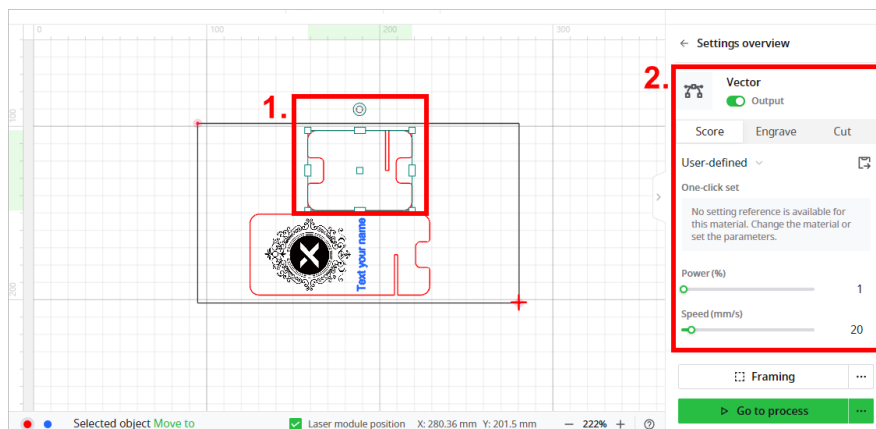 0
100
200
300
100
200
1.
2.
Text your name
X
Settings overview
Vector
Output
Score Engrave Cut
User-defined
One-click set
No setting reference is available for
this material. Change the material or
set the parameters.
Power (%)
1
Speed (mm/s)
20
Framing
Go to process
Selected object Move to
Laser module position X: 280.36 mm Y: 201.5 mm
222%